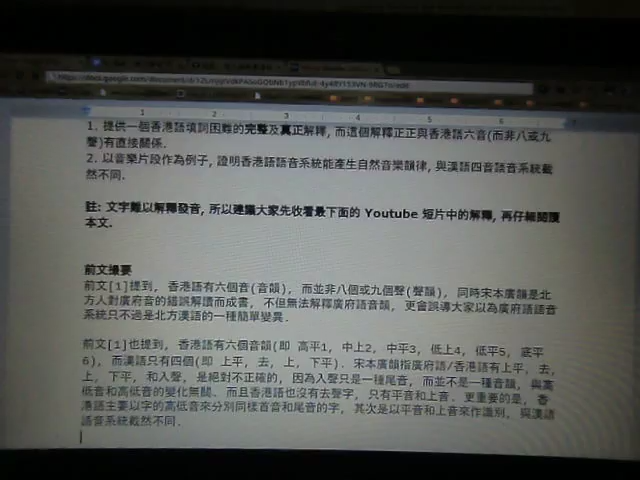 1 2 3 4 5 6
1. 提供一個香港語填詞困難的完整及真正解釋, 而這個解釋正正與香港語六音(而非八或九
聲)有直接關係.
2. 以音樂片段作為例子, 證明香港語語音系統能產生自然音樂韻律, 與漢語四音語音系統截
然不同.
註: 文字難以解釋發音, 所以建議大家先收看最下面的 Youtube 短片中的解釋, 再仔細閱讀
本文.
前文撮要
前文[1]提到, 香港語有六個音(音韻), 而並非八個或九個聲(聲韻), 同時宋本廣韻是北
方人對廣府音的錯誤解讀而成書, 不但無法解釋廣府語音韻, 更會誤導大家以為廣府語語音
系統只不過是北方漢語的一種簡單變異.
前文[1]也提到, 香港語有六個音韻(即 高平1, 中上2, 中平3, 低上4, 低平5, 底平
6), 而漢語只有四個(即 上平, 去, 上, 下平). 宋本廣韻指廣府語/香港語有上平, 去,
上, 下平, 和入聲, 是絕對不正確的, 因為入聲只是一種尾音, 而並不是一種音韻, 與高
低音和高低音的變化無關. 而且香港語也沒有去聲字, 只有平音和上音. 更重要的是, 香
港語主要以字的高低音來分別同樣首音和尾音的字, 其次是以平音和上音來作識別, 與漢語
語音系統截然不同.